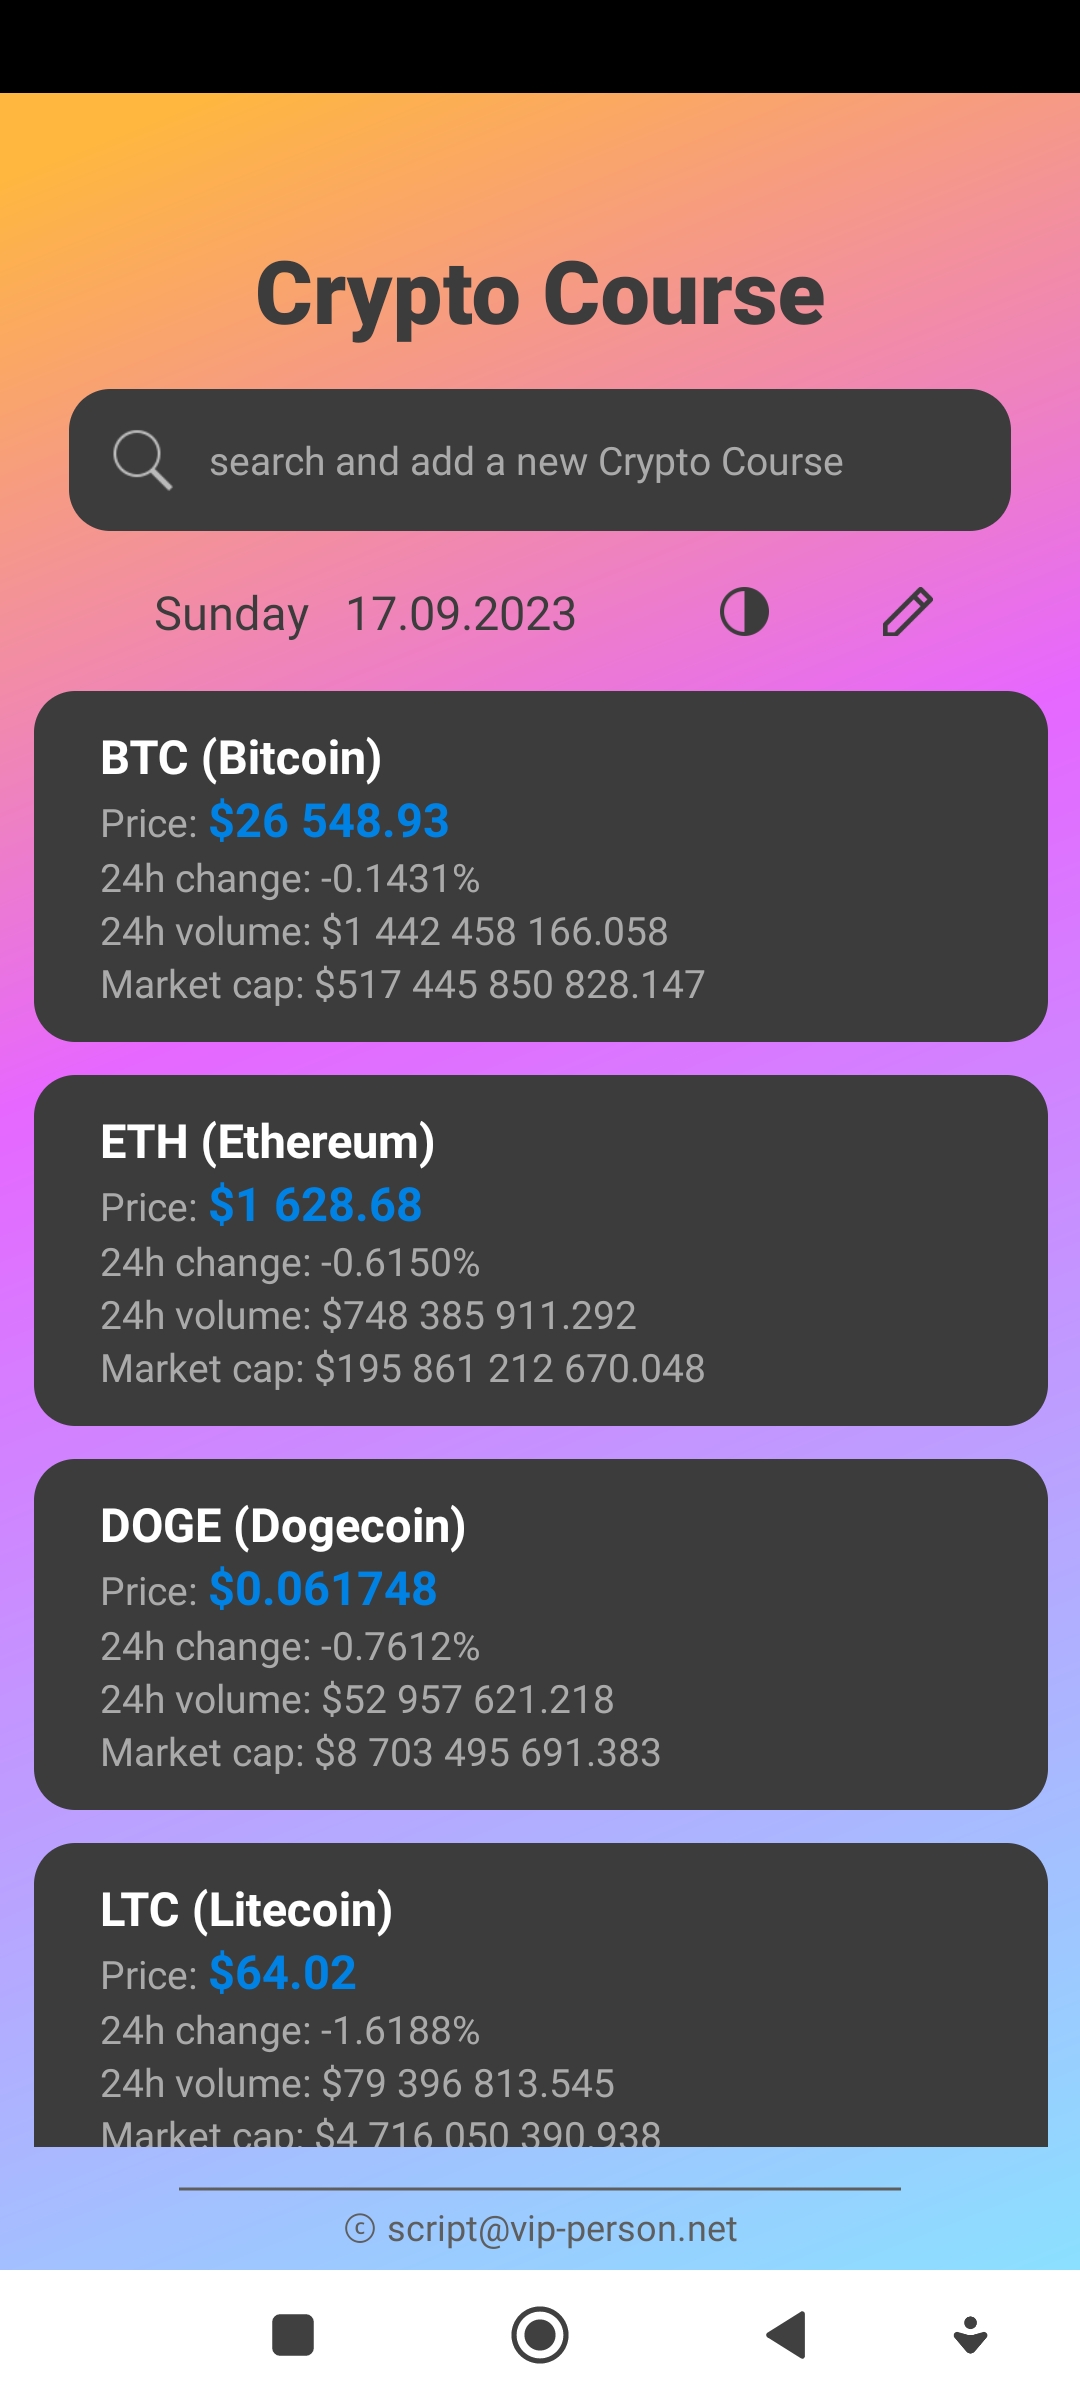 Crypto Course
search and add a new Crypto Course
Sunday 17.09.2023
BTC (Bitcoin)
Price: $26 548.93
24h change: -0.1431%
24h volume: $1 442 458 166.058
Market cap: $517 445 850 828.147
ETH (Ethereum)
Price: $1 628.68
24h change: -0.6150%
24h volume: $748 385 911.292
Market cap: $195 861 212 670.048
DOGE (Dogecoin)
Price: $0.061748
24h change: -0.7612%
24h volume: $52 957 621.218
Market cap: $8 703 495 691.383
LTC (Litecoin)
Price: $64.02
24h change: -1.6188%
24h volume: $79 396 813.545
Market cap: $4 716 050 390.938
© script@vip-person.net